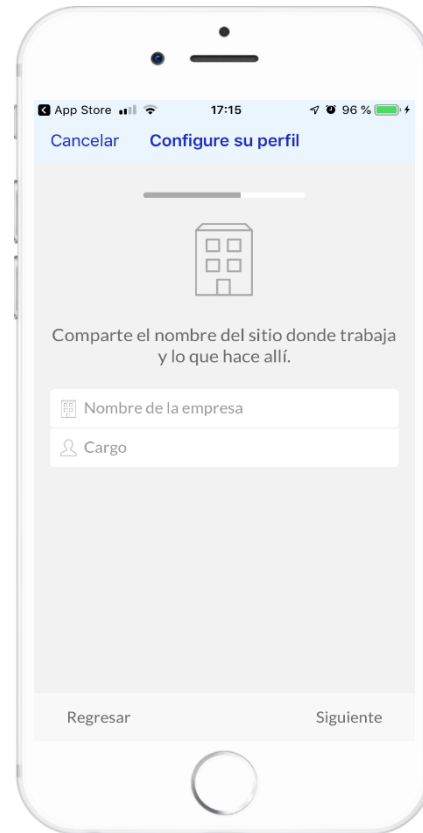 App Store 17:15 96 %
Cancelar Configure su perfil
Comparte el nombre del sitio donde trabaja
y lo que hace allí.
Nombre de la empresa
Cargo
Regresar Siguiente